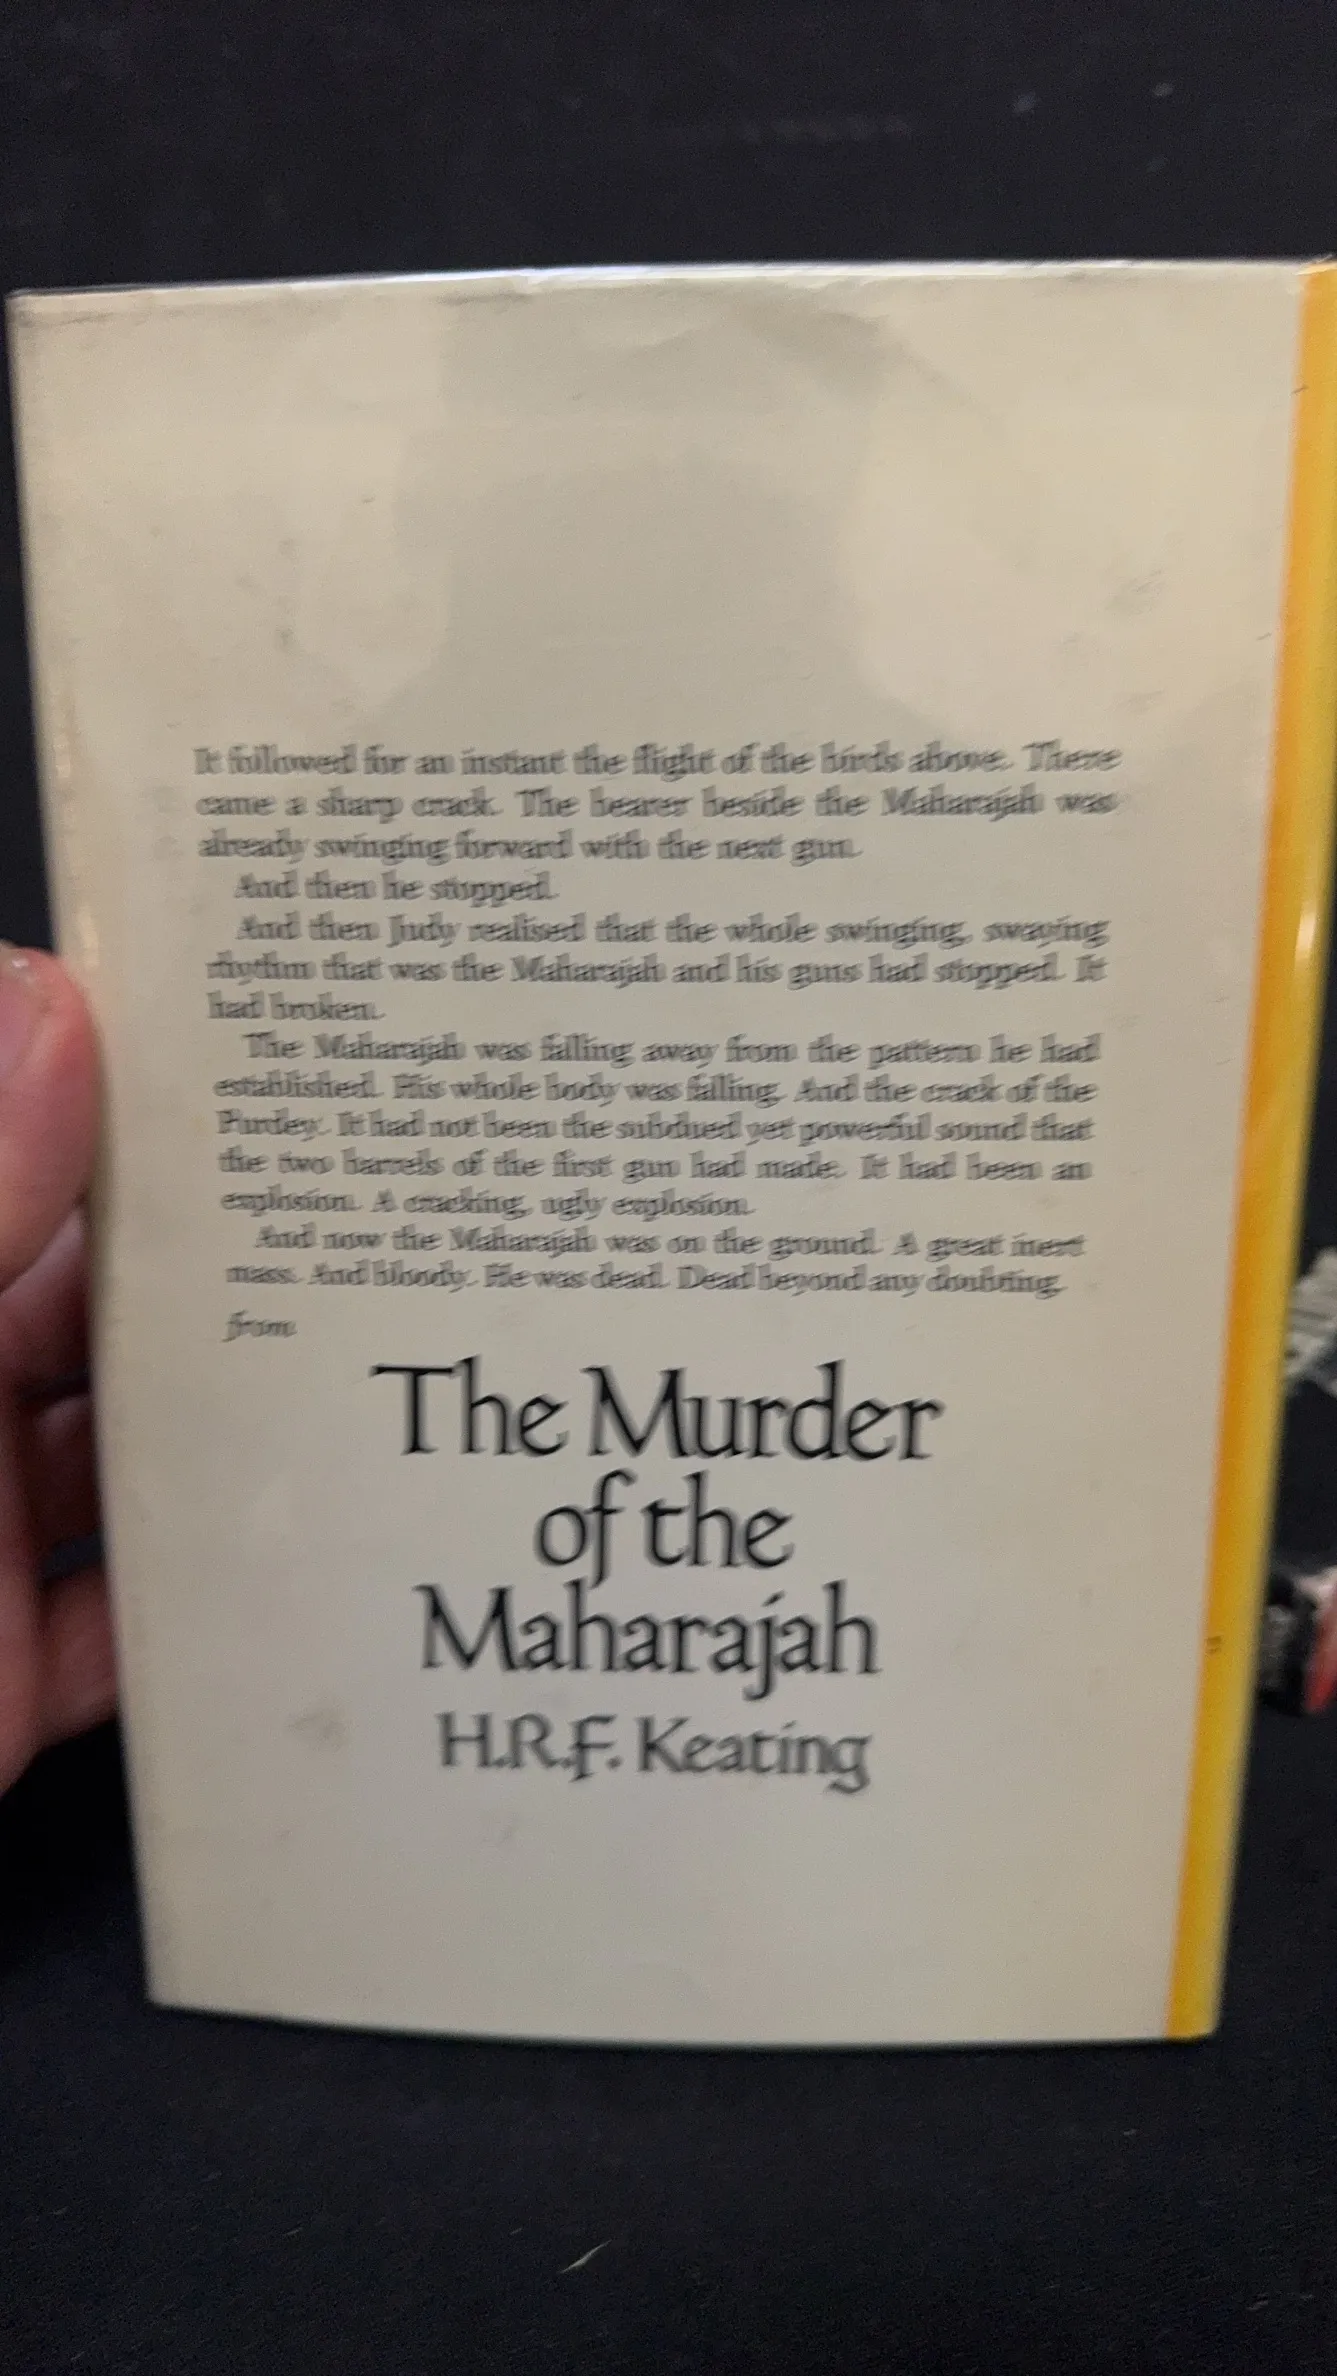 It followed for an instant the flight of the birds above. There
came a sharp crack. The bearer beside the Maharajah was
already swinging forward with the next gun.
And then he stopped.
And then Judy realised that the whole swinging, swaying
rhythm that was the Maharajah and his guns had stopped. It
had broken.
The Maharajah was falling away from the pattern he had
established. His whole body was falling. And the crack of the
Purdey. It had not been the subdued yet powerful sound that
the two barrels of the first gun had made. It had been an
explosion. A cracking, ugly explosion.
And now the Maharajah was on the ground. A great inert
mass. And bloody. He was dead. Dead beyond any doubting.
from
The Murder
of the
Maharajah
H.R.F. Keating